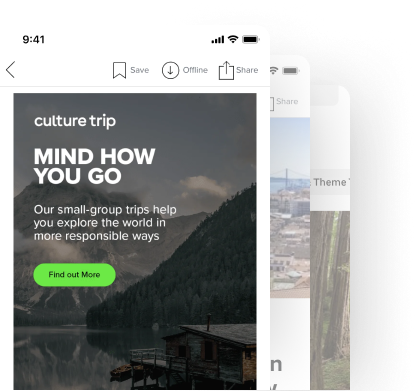 9:41
Save
Offline
Share
culture trip
MIND HOW
YOU GO
Our small-group trips help
you explore the world in
more responsible ways
Find out More
Share
n
Theme